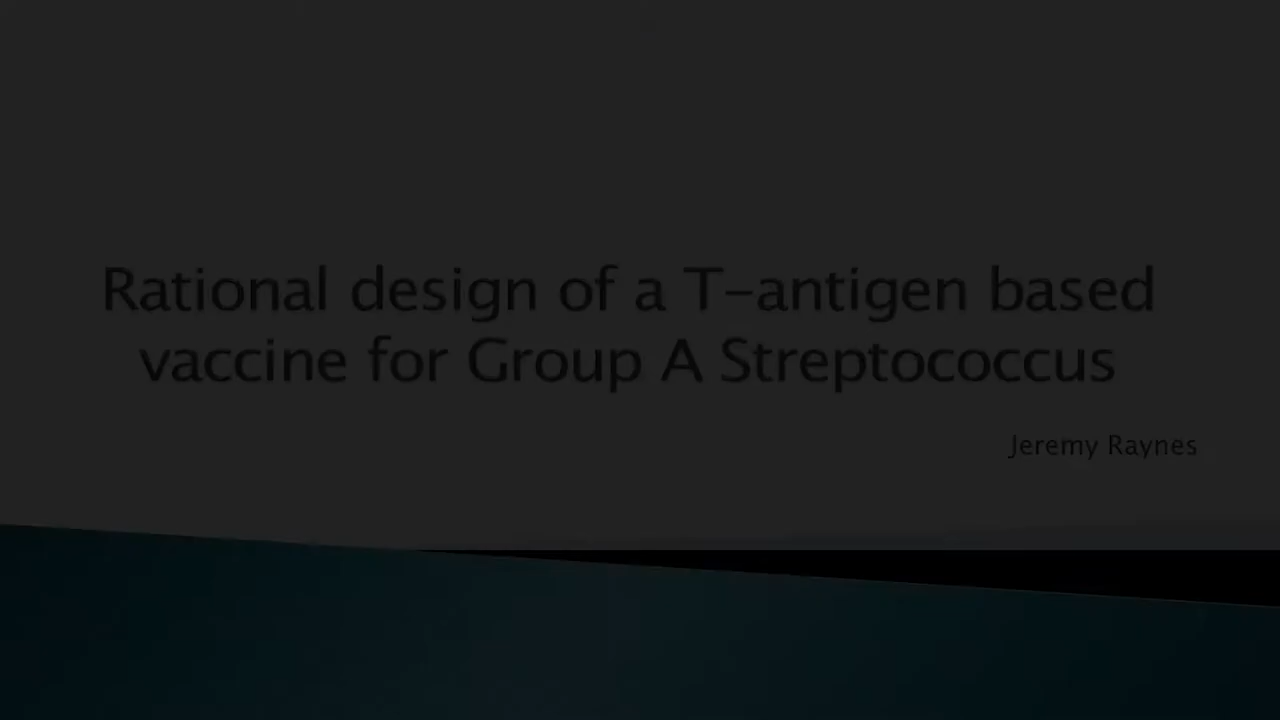 Rational design of a T-antigen based
vaccine for Group A Streptococcus
Jeremy Raynes